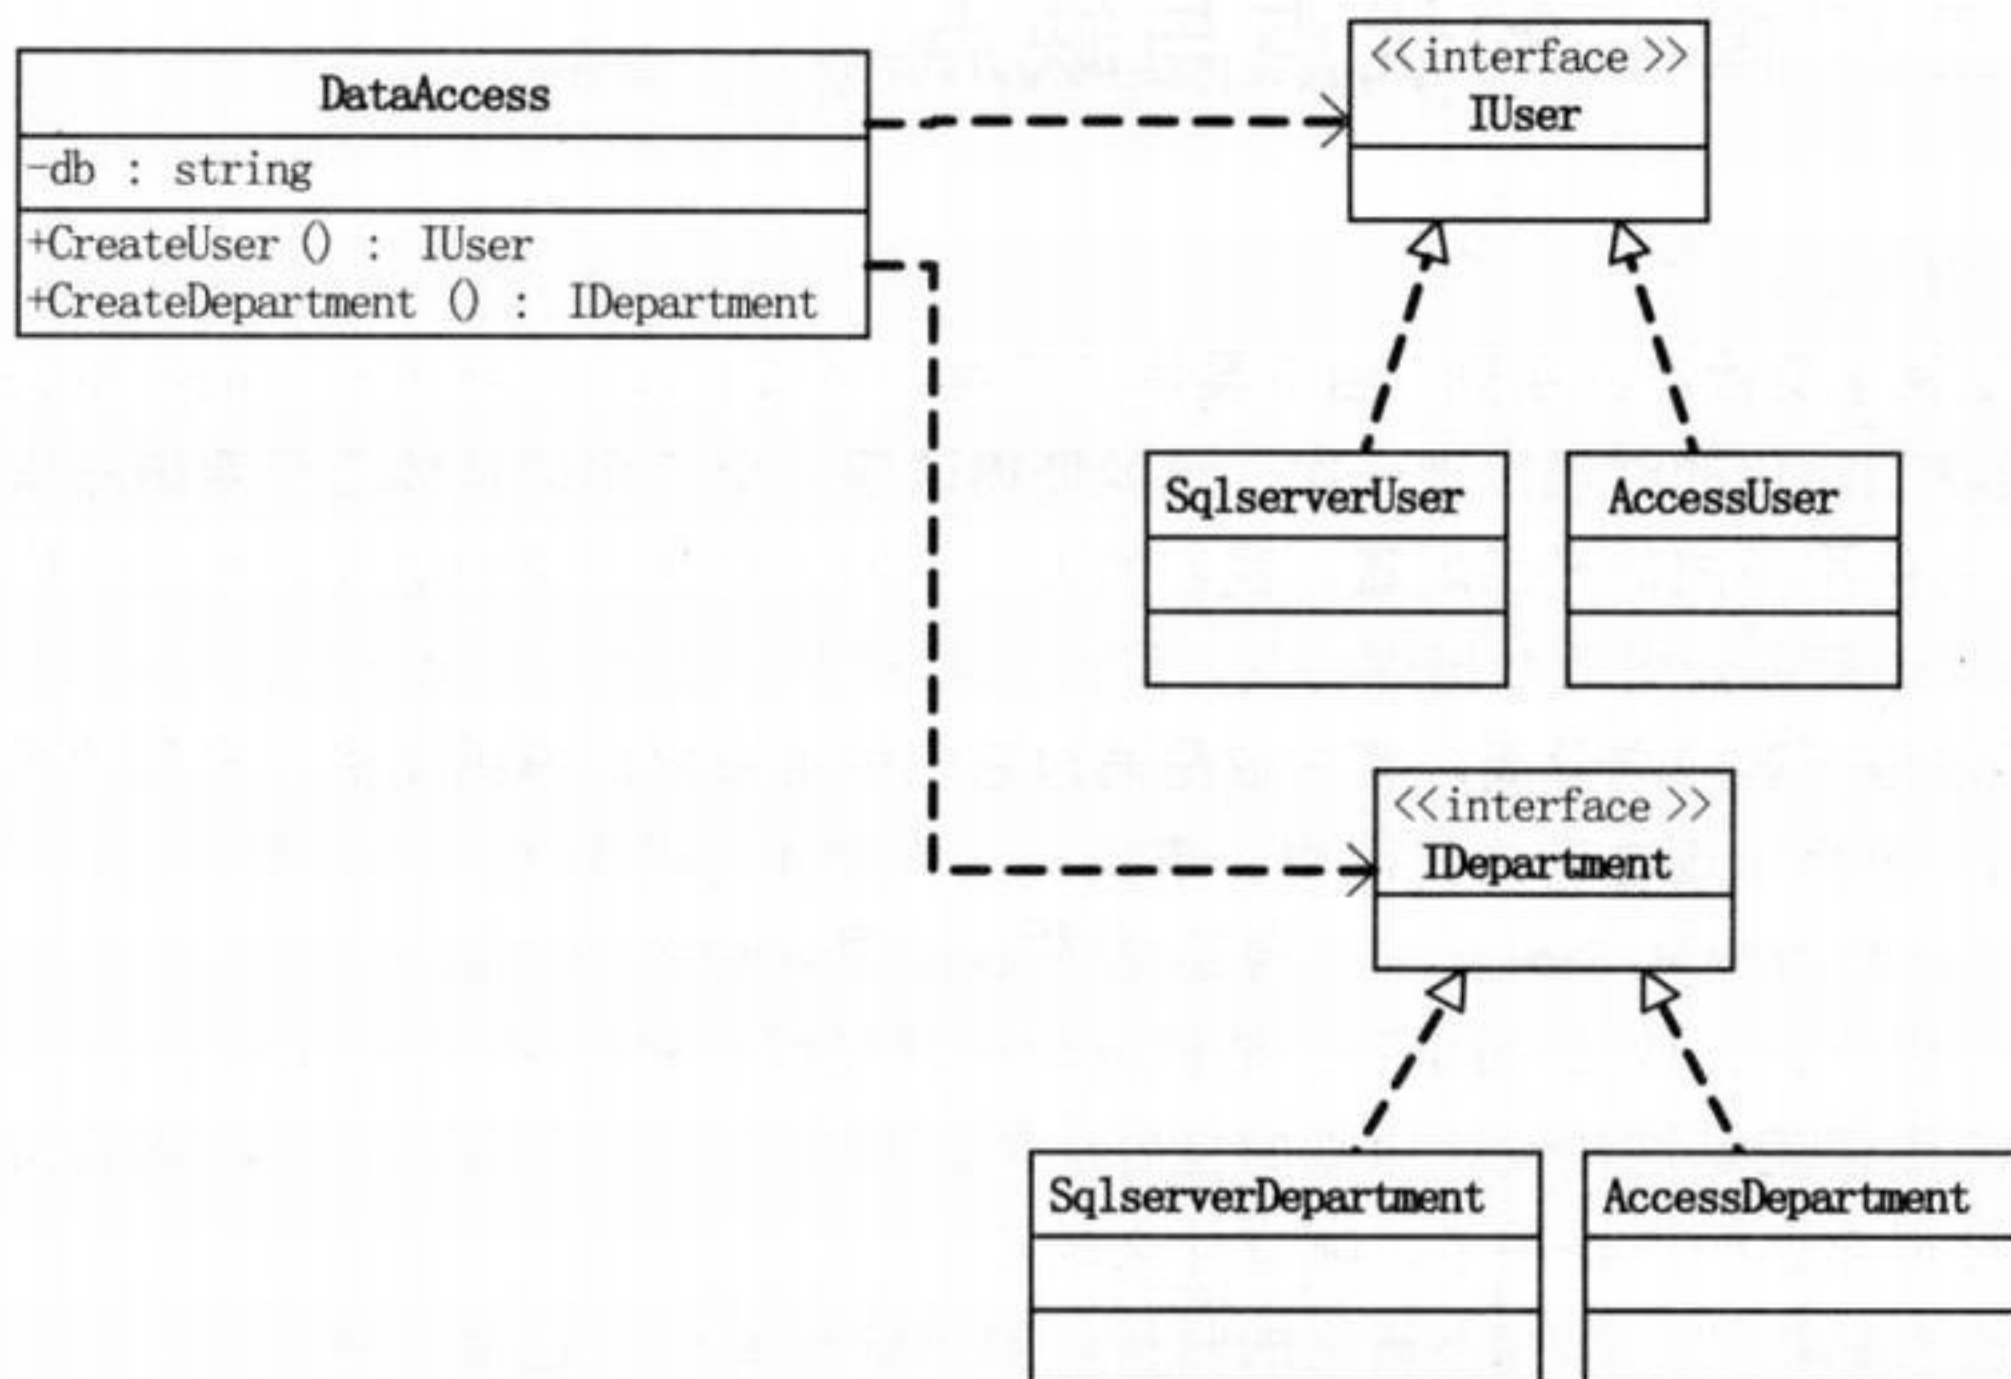 DataAccess
-db : string
+CreateUser () : IUser
+CreateDepartment () : IDepartment
<<interface >>
IUser
SqlserverUser
AccessUser
<<interface >>
IDepartment
SqlserverDepartment
AccessDepartment